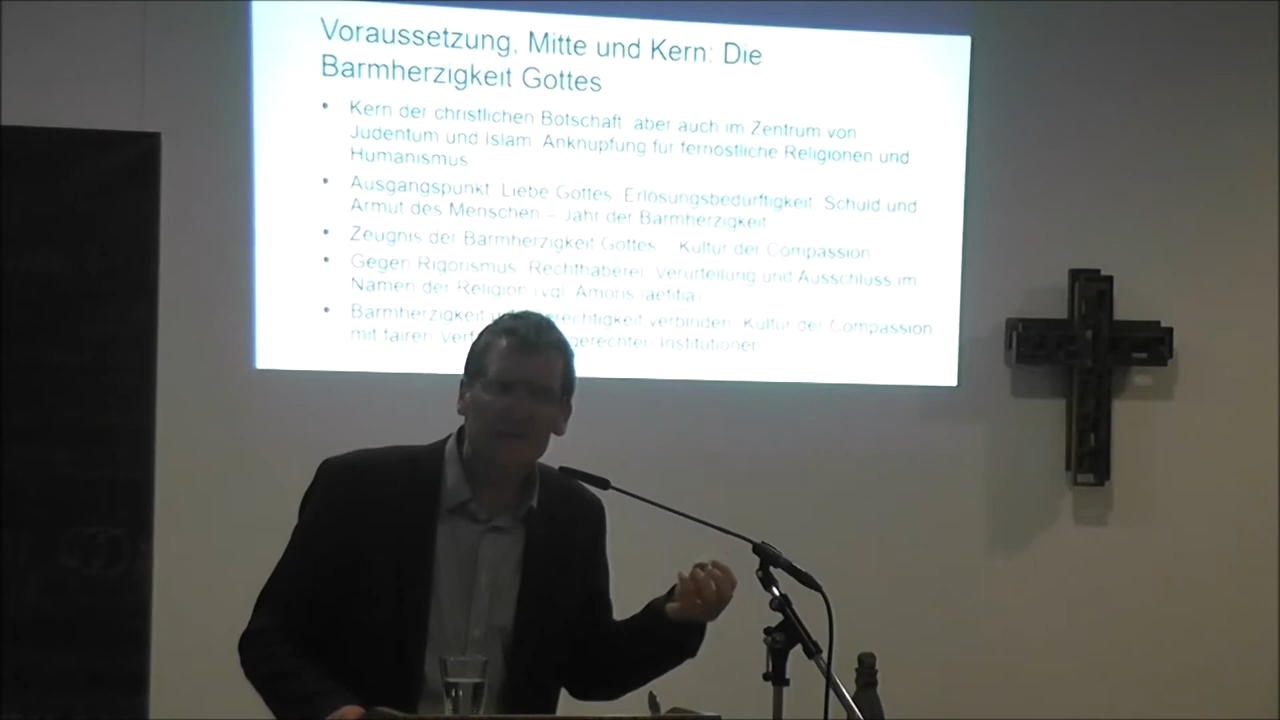 Voraussetzung, Mitte und Kern: Die
Barmherzigkeit Gottes
• Kern der christlichen Botschaft aber auch im Zentrum von
Judentum und Islam Anknüpfung für fernöstliche Religionen und
Humanismus
• Ausgangspunkt Liebe Gottes Erlösungsbedürftigkeit Schuld und
Armut des Menschen – Jahr der Barmherzigkeit
• Zeugnis der Barmherzigkeit Gottes Kultur der Compassion
• Gegen Rigorismus Rechthaberei Verurteilung und Ausschluss im
Namen der Religion (vgl. Amoris laetitia)
• Barmherzigkeit erechtigkeit verbinden Kultur der Compassion
mit fairen gerechten Institutionen